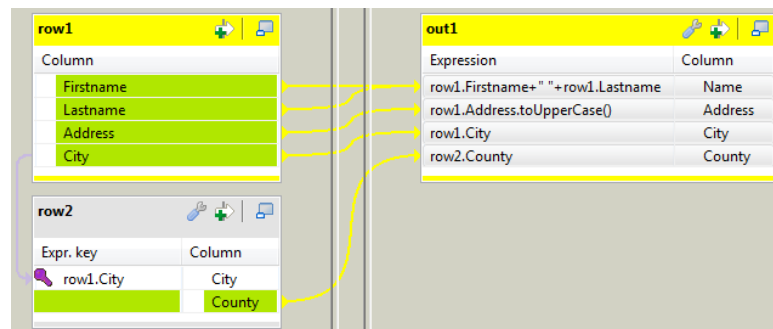 row1
Column
Firstname
Lastname
Address
City
row2
Expr. key Column
row1.City City
County
out1
Expression Column
row1.Firstname+" "+row1.Lastname Name
row1.Address.toUpperCase() Address
row1.City City
row2.County County